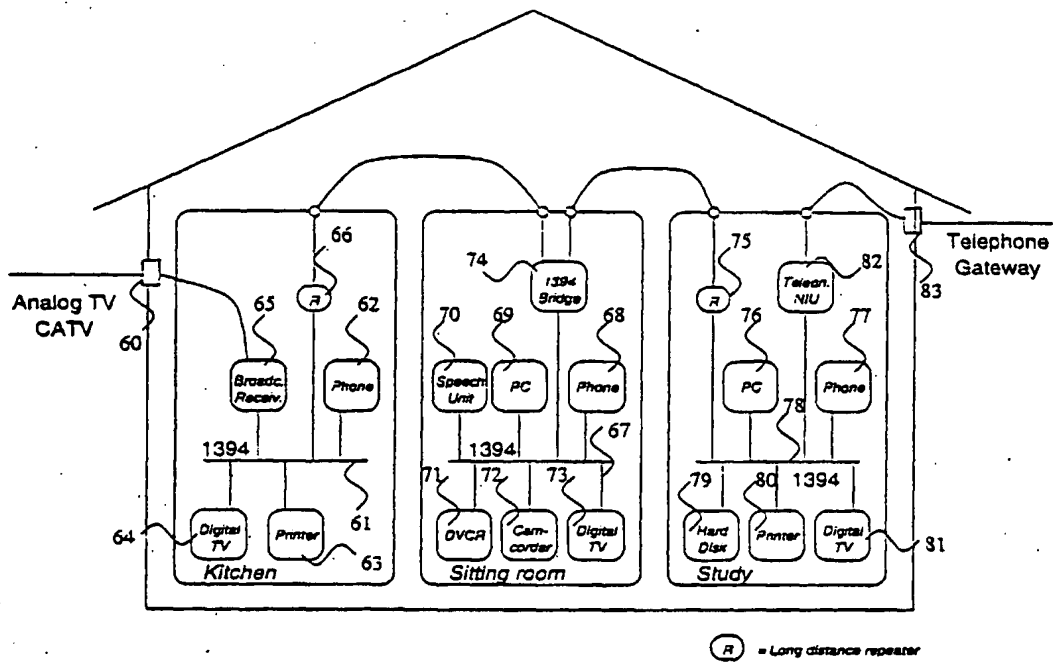 66
75
Telephone
Gateway
74
1394
Bridge
Telecon.
NIU
82
83
R
R
Analog TV
CATV
60
65
62
70
69
68
76
77
Broadc.
Receiv.
Phone
Speech
Unit
PC
Phone
PC
Phone
78
67
1394
1394
1394
71
72
73
79
80
64
Digital
TV
Printer
61
63
DVCR
Cam-
corder
Digital
TV
Hard
Disk
Printer
Digital
TV
81
Kitchen
Sitting room
Study
R = Long distance repeater